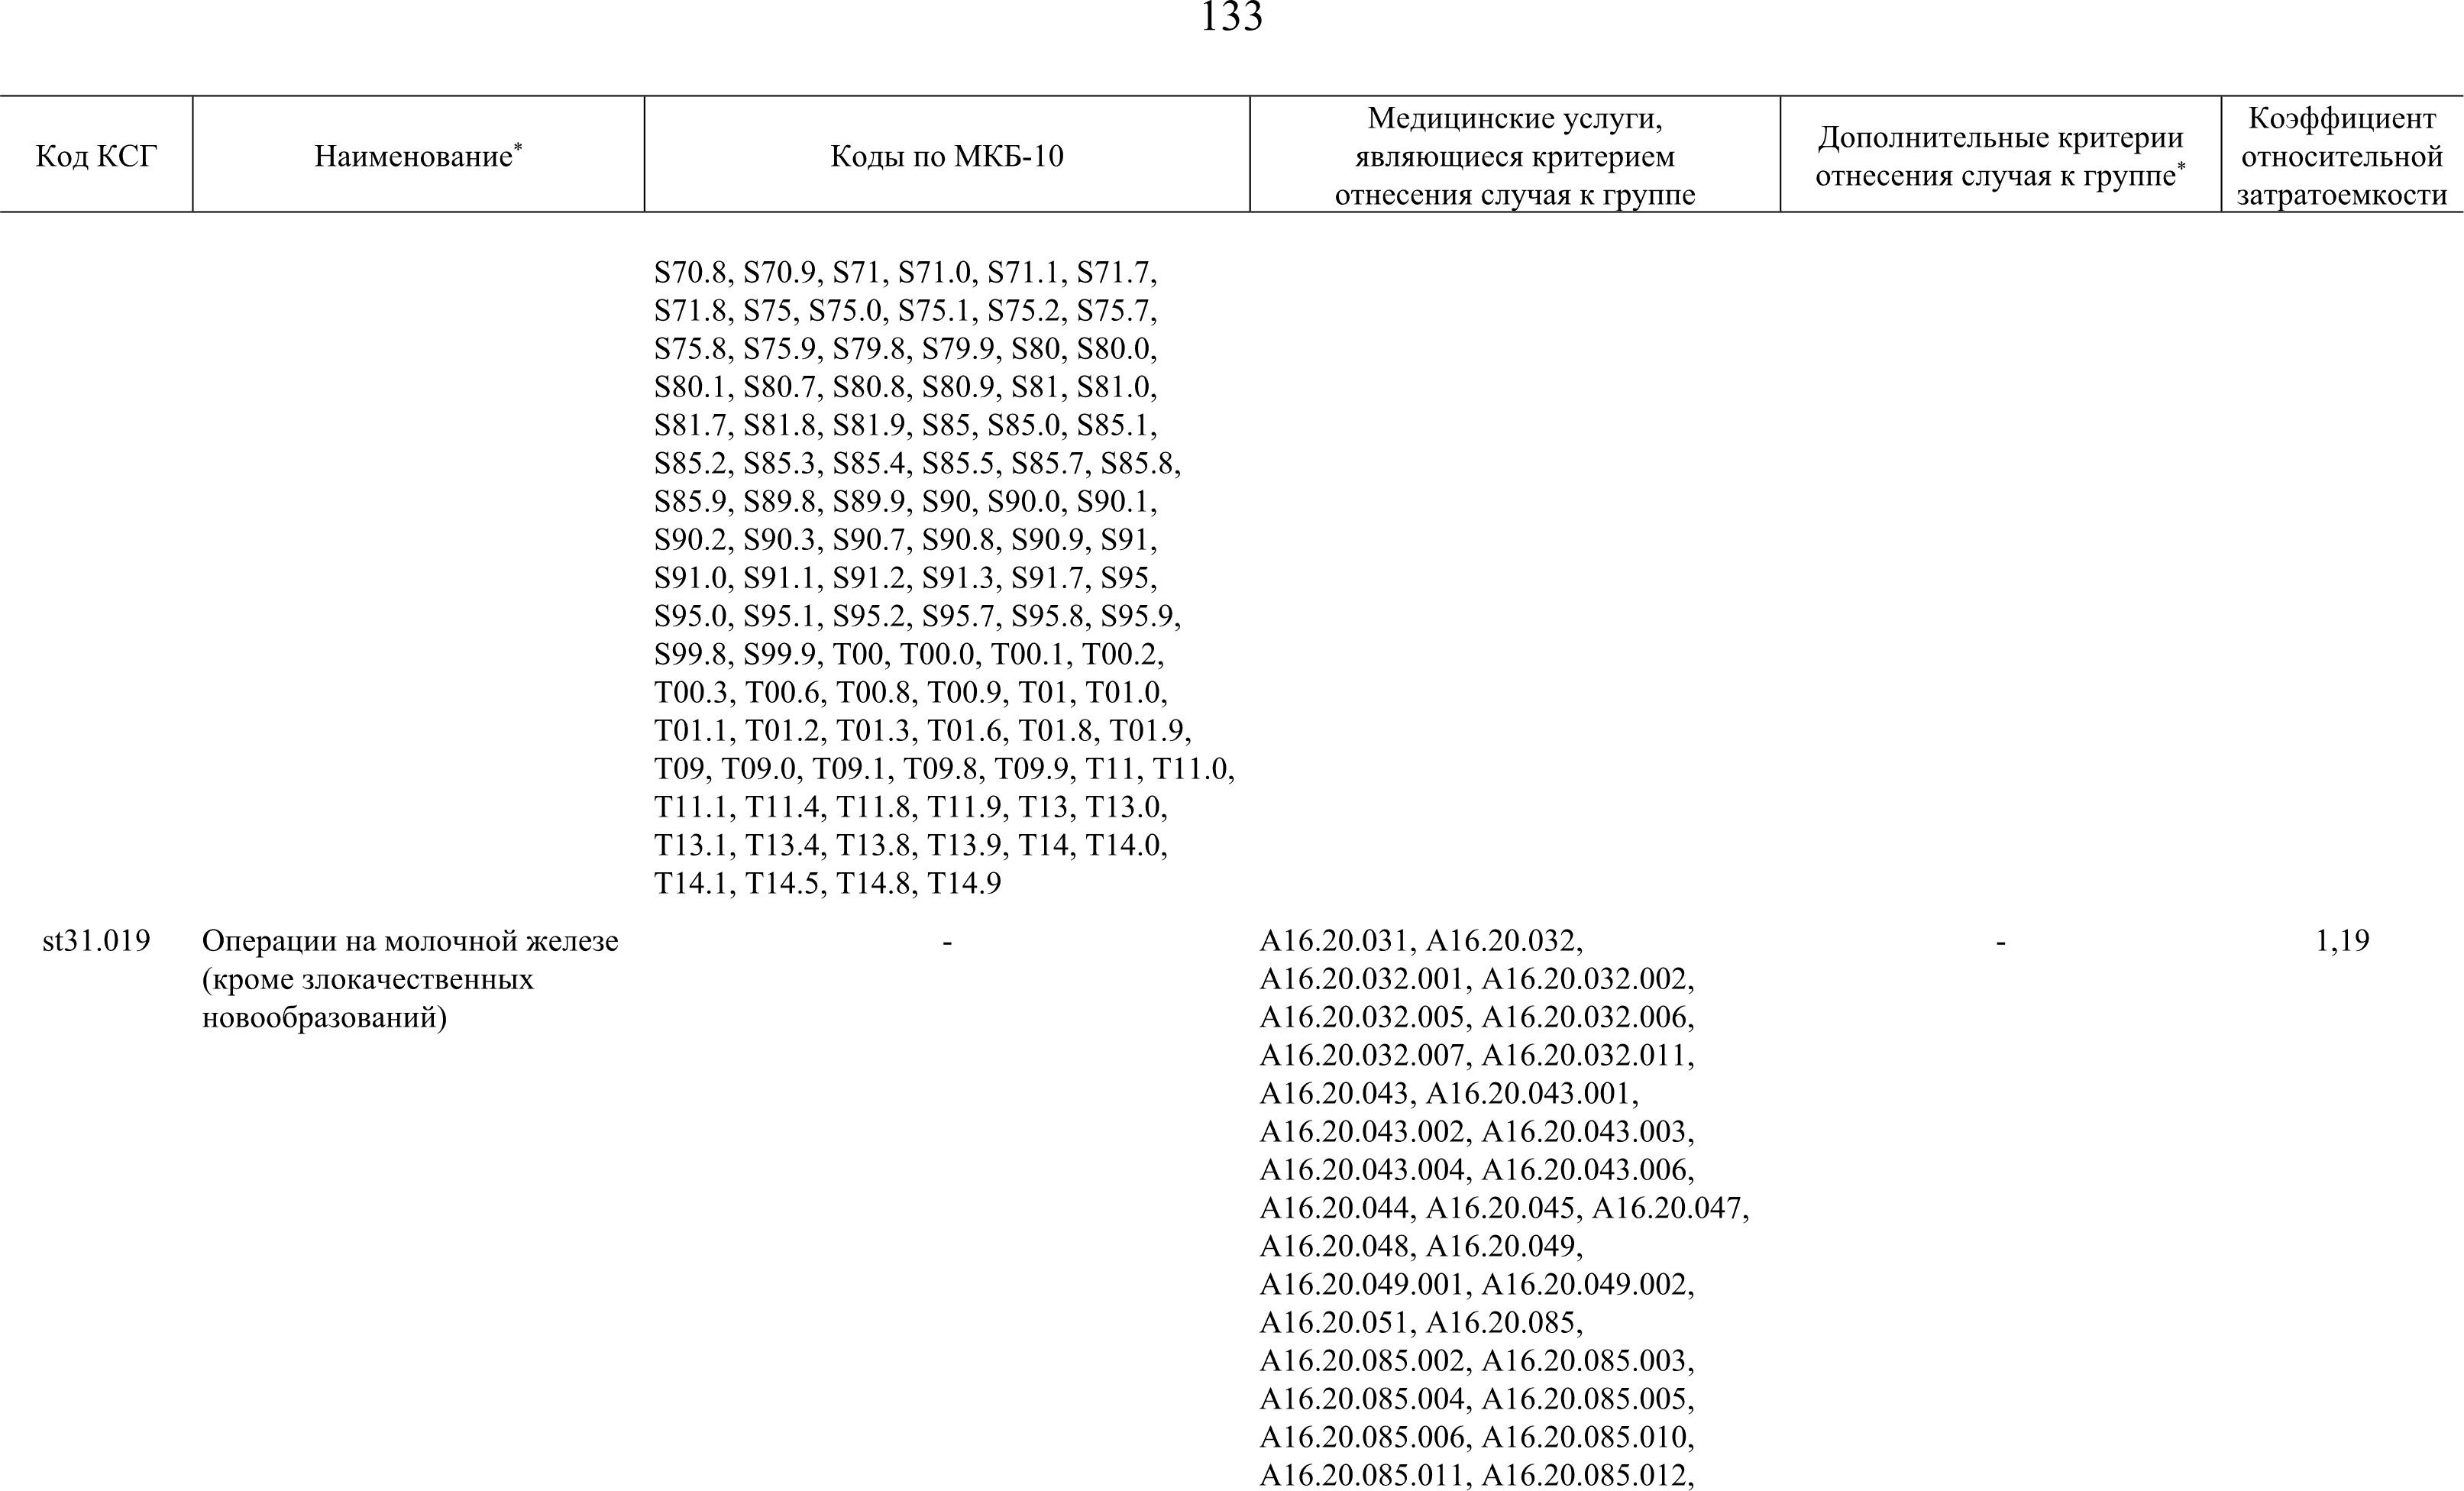 133
Код КСГ
Наименование*
Коды по МКБ-10
Медицинские услуги,
являющиеся критерием
отнесения случая к группе
Дополнительные критерии
отнесения случая к группе*
Коэффициент
относительной
затратоемкости
S70.8, S70.9, S71, S71.0, S71.1, S71.7,
S71.8, S75, S75.0, S75.1, S75.2, S75.7,
S75.8, S75.9, S79.8, S79.9, S80, S80.0,
S80.1, S80.7, S80.8, S80.9, S81, S81.0,
S81.7, S81.8, S81.9, S85, S85.0, S85.1,
S85.2, S85.3, S85.4, S85.5, S85.7, S85.8,
S85.9, S89.8, S89.9, S90, S90.0, S90.1,
S90.2, S90.3, S90.7, S90.8, S90.9, S91,
S91.0, S91.1, S91.2, S91.3, S91.7, S95,
S95.0, S95.1, S95.2, S95.7, S95.8, S95.9,
S99.8, S99.9, T00, T00.0, T00.1, T00.2,
T00.3, T00.6, T00.8, T00.9, T01, T01.0,
T01.1, T01.2, T01.3, T01.6, T01.8, T01.9,
T09, T09.0, T09.1, T09.8, T09.9, T11, T11.0,
T11.1, T11.4, T11.8, T11.9, T13, T13.0,
T13.1, T13.4, T13.8, T13.9, T14, T14.0,
T14.1, T14.5, T14.8, T14.9
st31.019
Операции на молочной железе
(кроме злокачественных
новообразований)
-
A16.20.031, A16.20.032,
A16.20.032.001, A16.20.032.002,
A16.20.032.005, A16.20.032.006,
A16.20.032.007, A16.20.032.011,
A16.20.043, A16.20.043.001,
A16.20.043.002, A16.20.043.003,
A16.20.043.004, A16.20.043.006,
A16.20.044, A16.20.045, A16.20.047,
A16.20.048, A16.20.049,
A16.20.049.001, A16.20.049.002,
A16.20.051, A16.20.085,
A16.20.085.002, A16.20.085.003,
A16.20.085.004, A16.20.085.005,
A16.20.085.006, A16.20.085.010,
A16.20.085.011, A16.20.085.012,
-
1,19